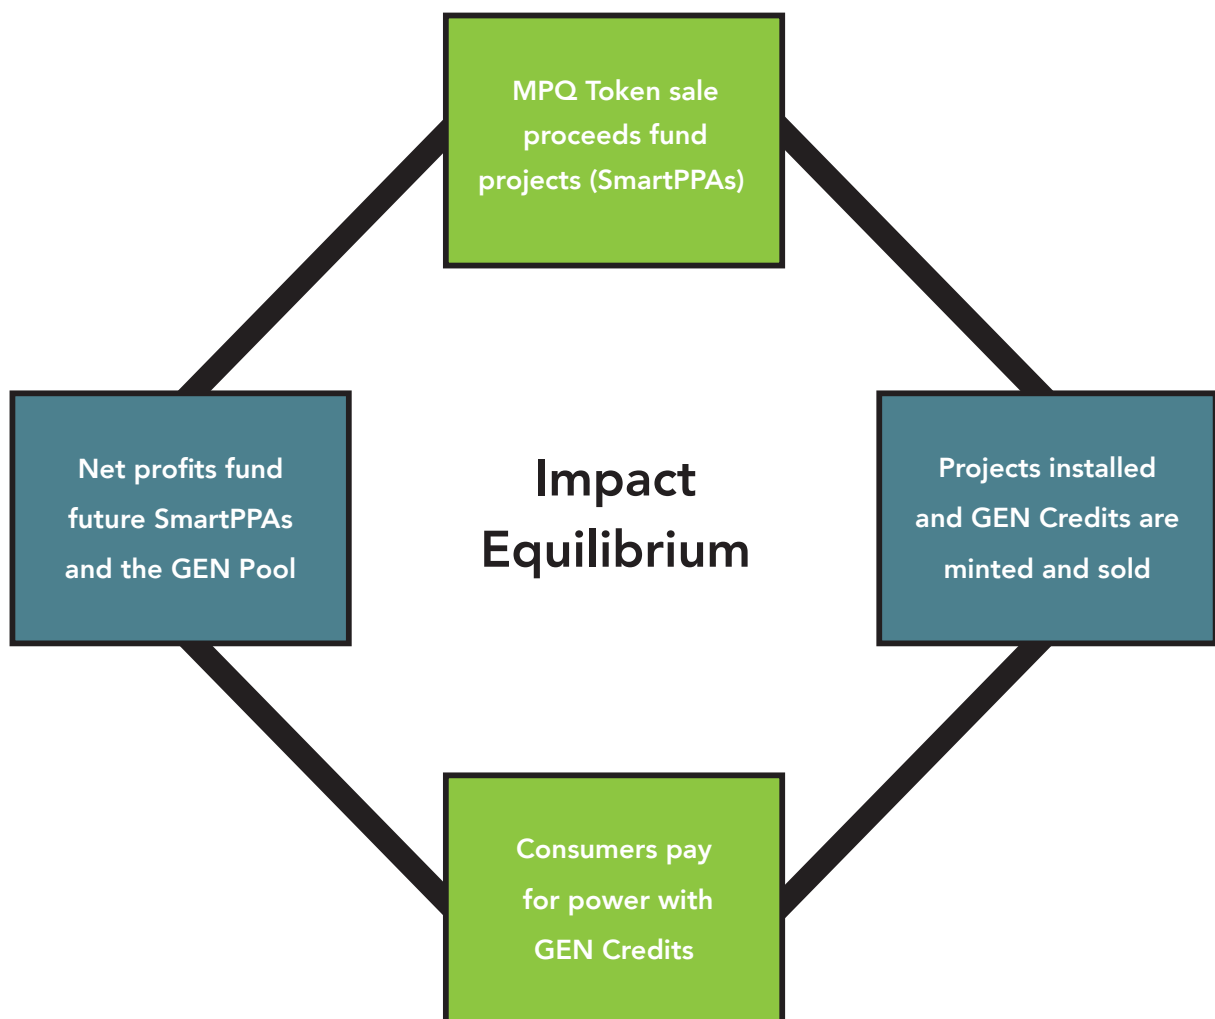 MPQ Token sale
proceeds fund
projects (SmartPPAs)
Net profits fund
future SmartPPAs
and the GEN Pool
Impact
Equilibrium
Projects installed
and GEN Credits are
minted and sold
Consumers pay
for power with
GEN Credits